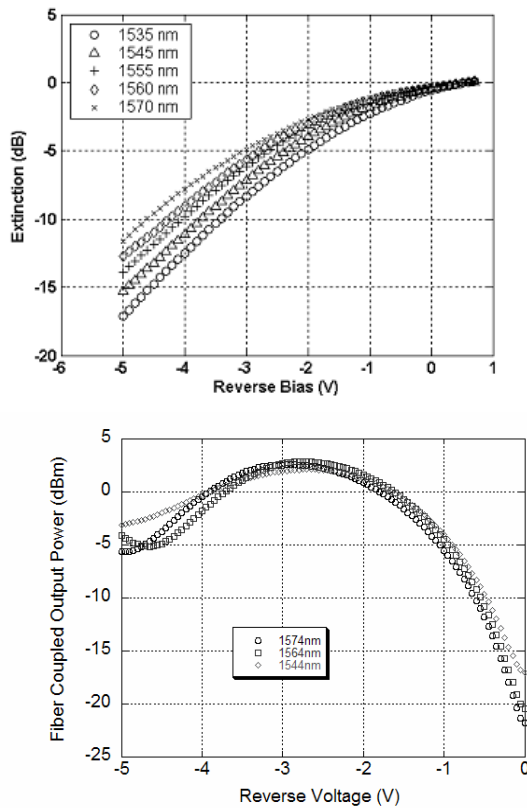 1535 nm
1545 nm
1555 nm
1560 nm
1570 nm
0
-5
-10
-15
-20
Extinction (dB)
-6 -5 -4 -3 -2 -1 0 1
Reverse Bias (V)
5
0
-5
-10
-15
-20
-25
Fiber Coupled Output Power (dBm)
1574nm
1564nm
1544nm
-5 -4 -3 -2 -1 0
Reverse Voltage (V)